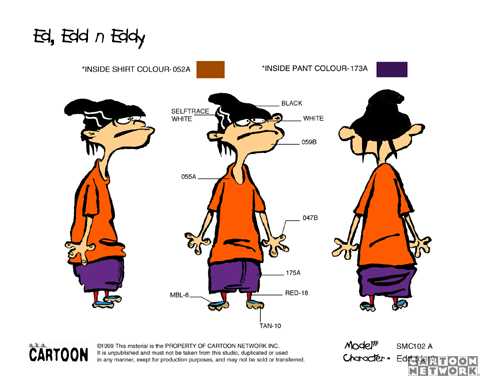 Ed, Edd n Eddy
*INSIDE SHIRT COLOUR-052A
*INSIDE PANT COLOUR-173A
BLACK
SELFTRACE
WHITE
WHITE
059B
055A
047B
175A
MBL-6
RED-18
TAN-10
a.k.a.
CARTOON
©1999 This material is the PROPERTY OF CARTOON NETWORK INC.
It is unpublished and must not be taken from this studio, duplicated or used
in any manner, except for production purposes, and may not be sold or transferred.
Model
SMC102 A
Character •
CARTOON
NETWORK